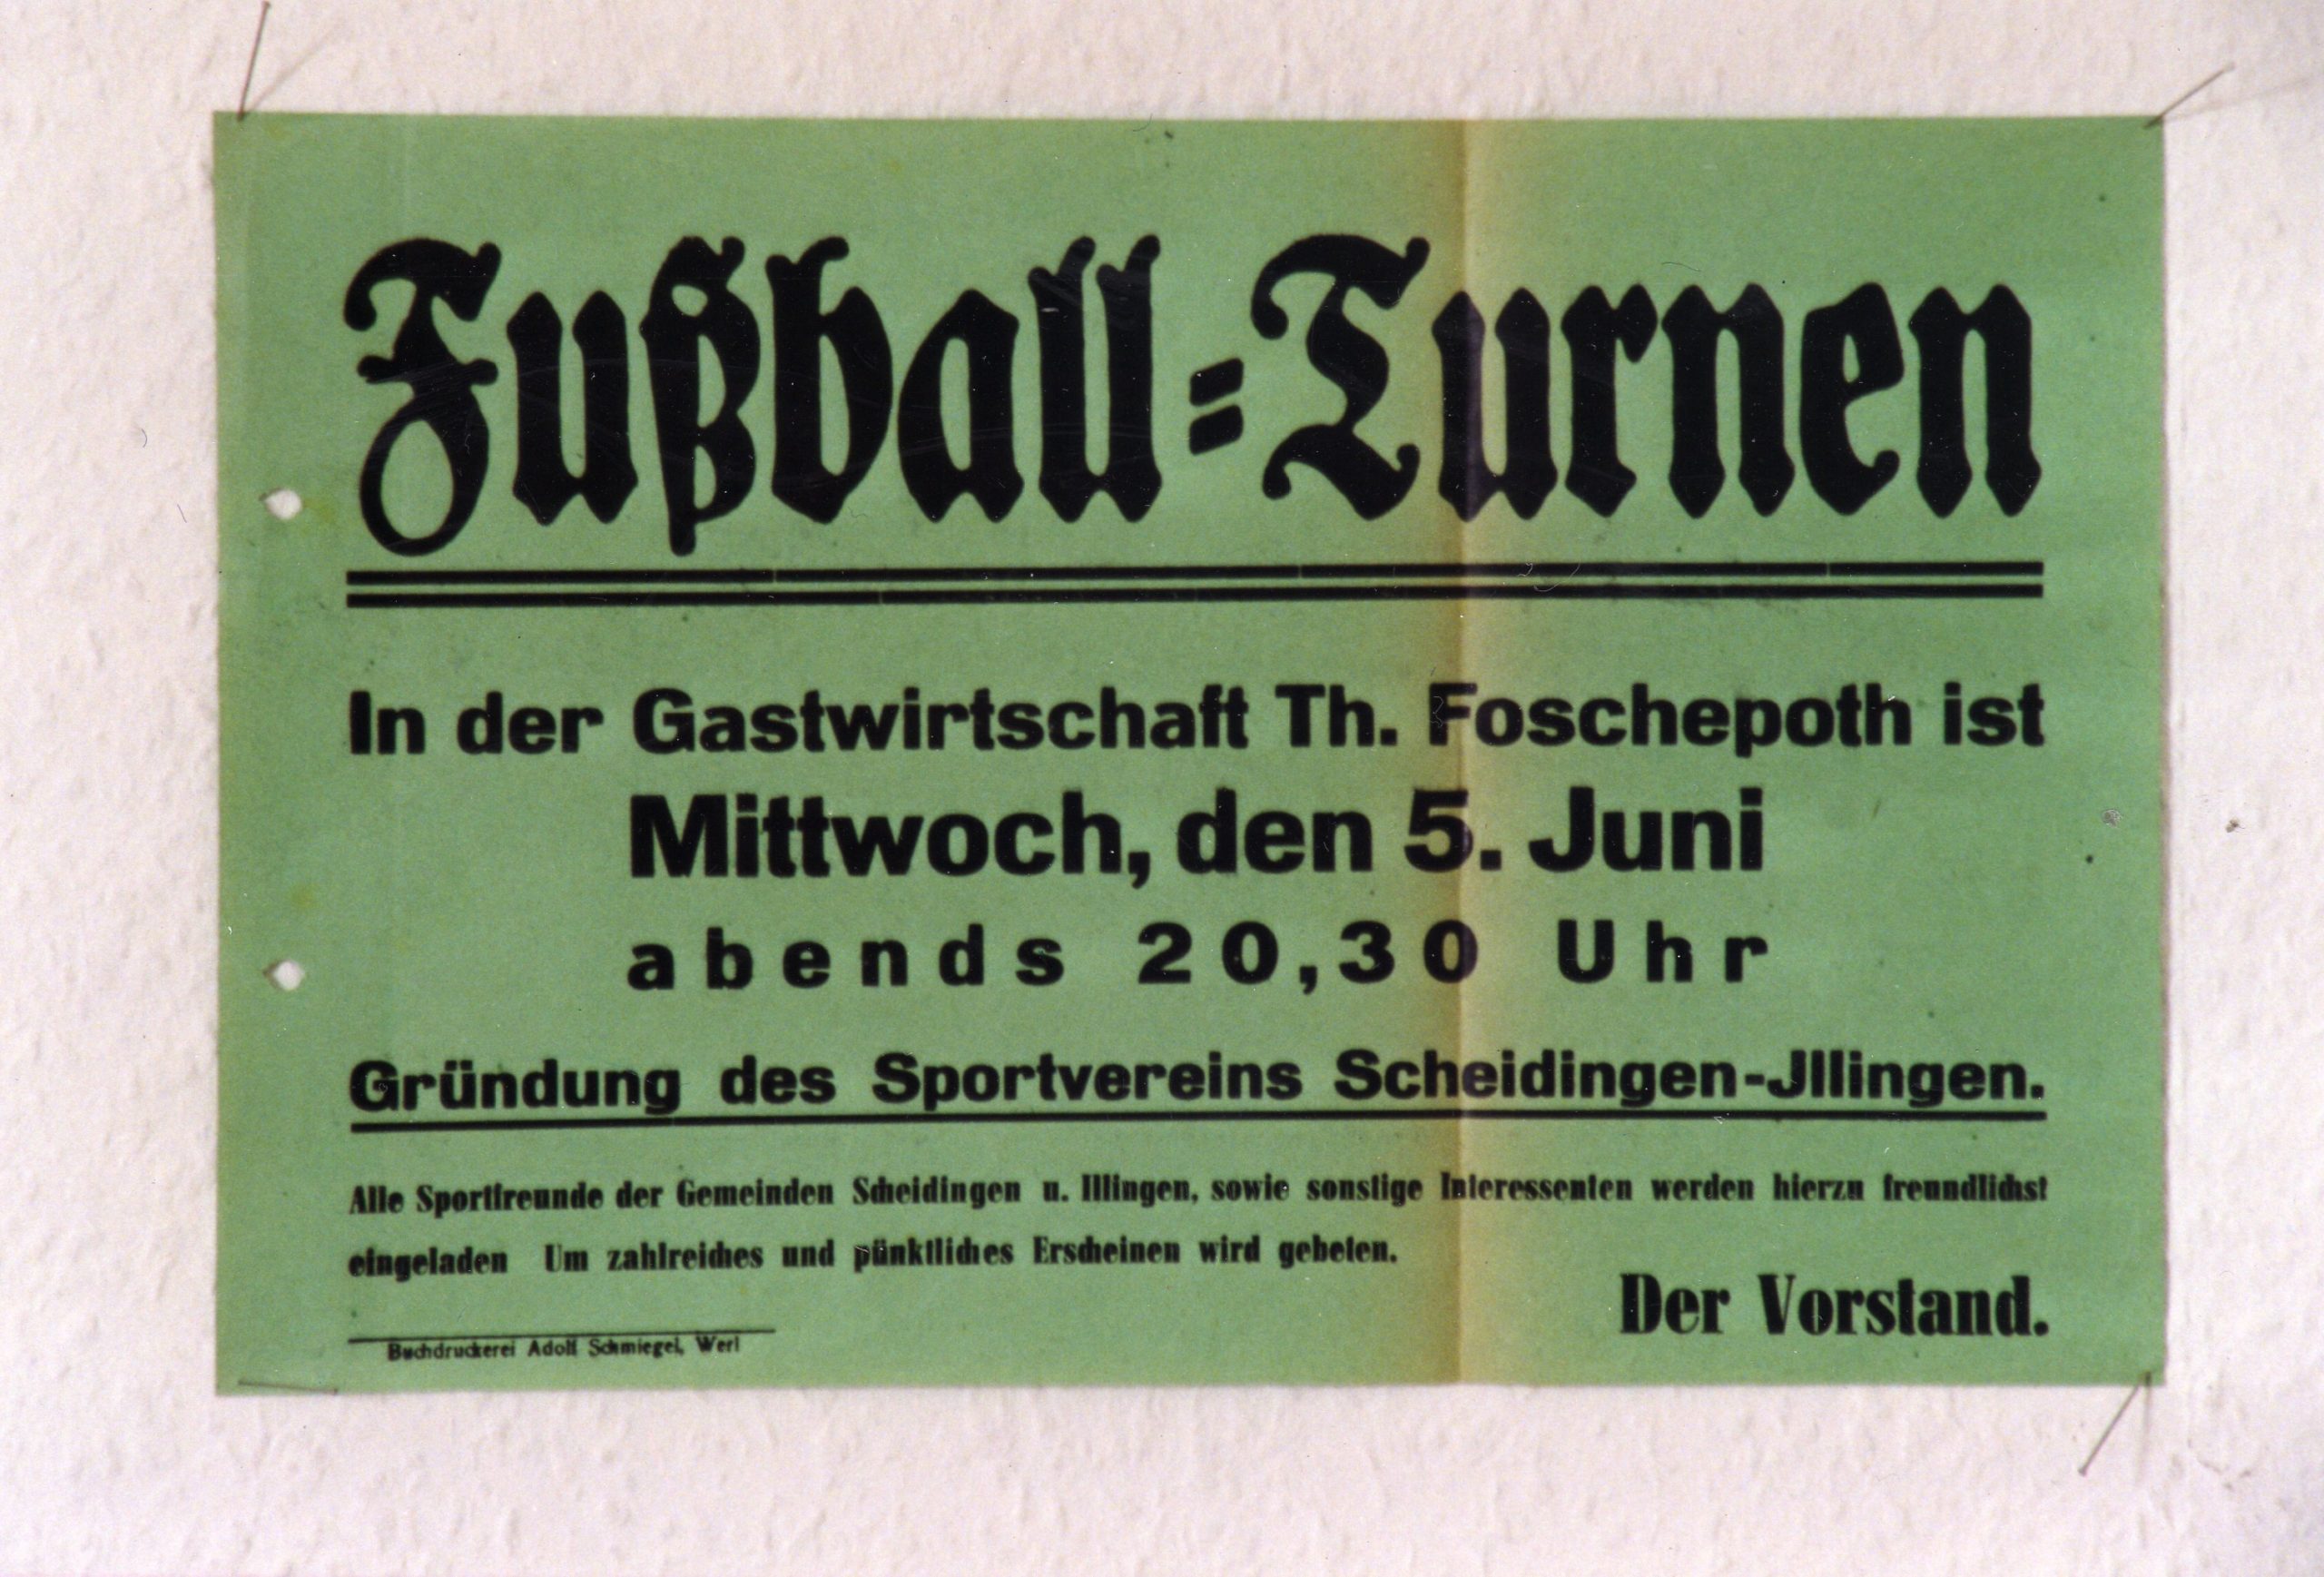 Fußball=Turnen
In der Gastwirtschaft Th. Foschepoth ist
Mittwoch, den 5. Juni
abends 20,30 Uhr
Gründung des Sportvereins Scheidingen-Jllingen.
Alle Sportfreunde der Gemeinden Scheidingen u. Illingen, sowie sonstige Interessenten werden hierzu freundlichst
eingeladen Um zahlreiches und pünktliches Erscheinen wird gebeten.
Der Vorstand.
Buchdruckerei Adolf Schmiegel, Werl